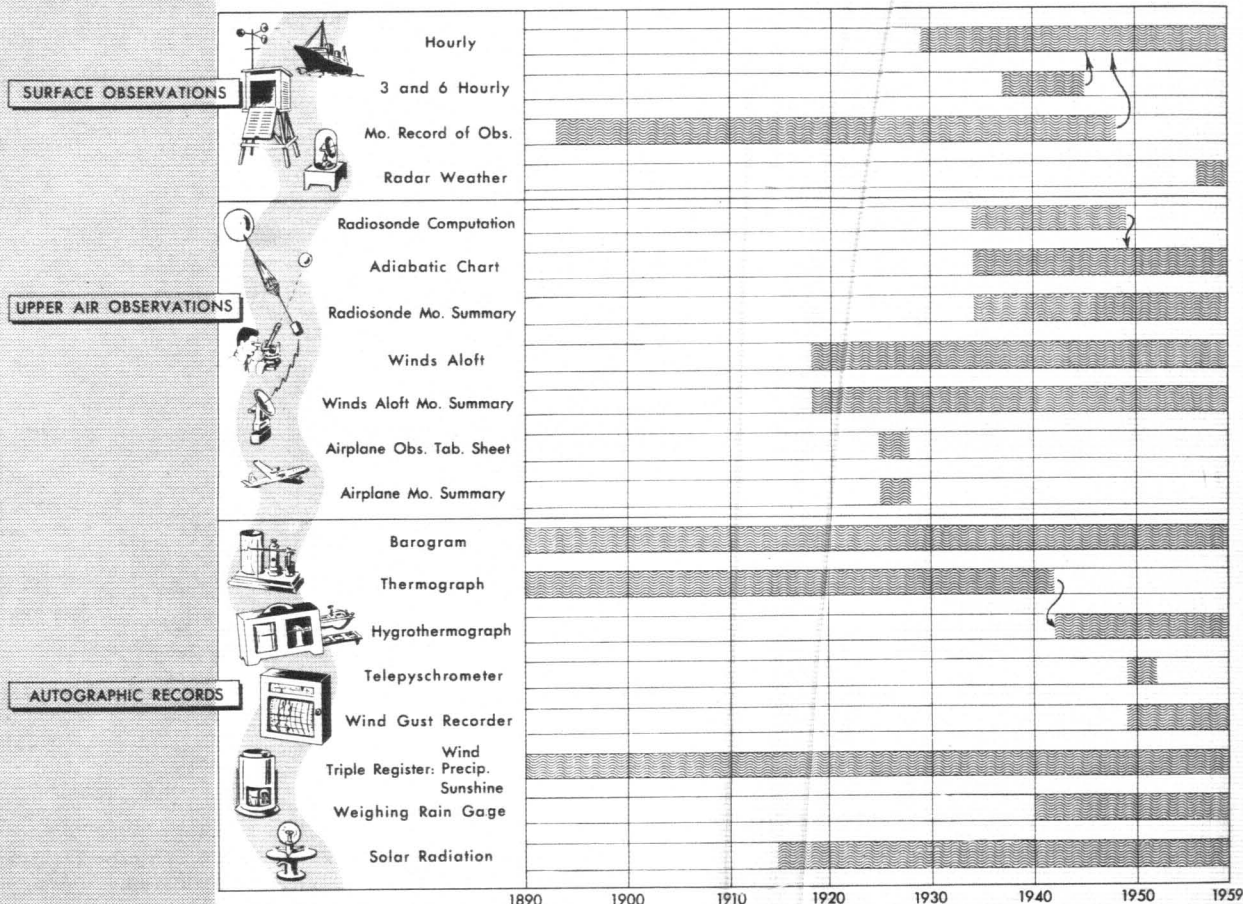 SURFACE OBSERVATIONS
Hourly
3 and 6 Hourly
Mo. Record of Obs.
Radar Weather
UPPER AIR OBSERVATIONS
Radiosonde Computation
Adiabatic Chart
Radiosonde Mo. Summary
Winds Aloft
Winds Aloft Mo. Summary
Airplane Obs. Tab. Sheet
Airplane Mo. Summary
AUTOGRAPHIC RECORDS
Barogram
Thermograph
Hygrothermograph
Telepyschrometer
Wind Gust Recorder
Wind
Triple Register: Precip.
Sunshine
Weighing Rain Gage
Solar Radiation
1890 1900 1910 1920 1930 1940 1950 1959